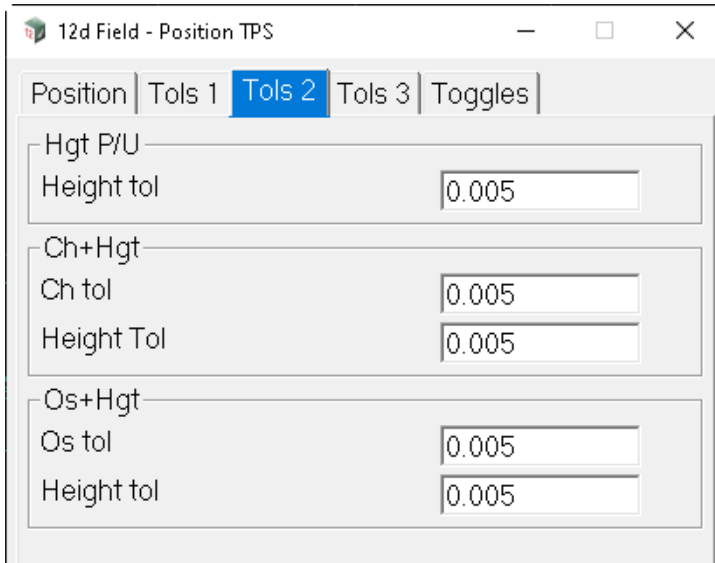 12d Field - Position TPS
Position Tols 1 Tols 2 Tols 3 Toggles
Hgt P/U
Height tol 0.005
Ch+Hgt
Ch tol 0.005
Height Tol 0.005
Os+Hgt
Os tol 0.005
Height tol 0.005